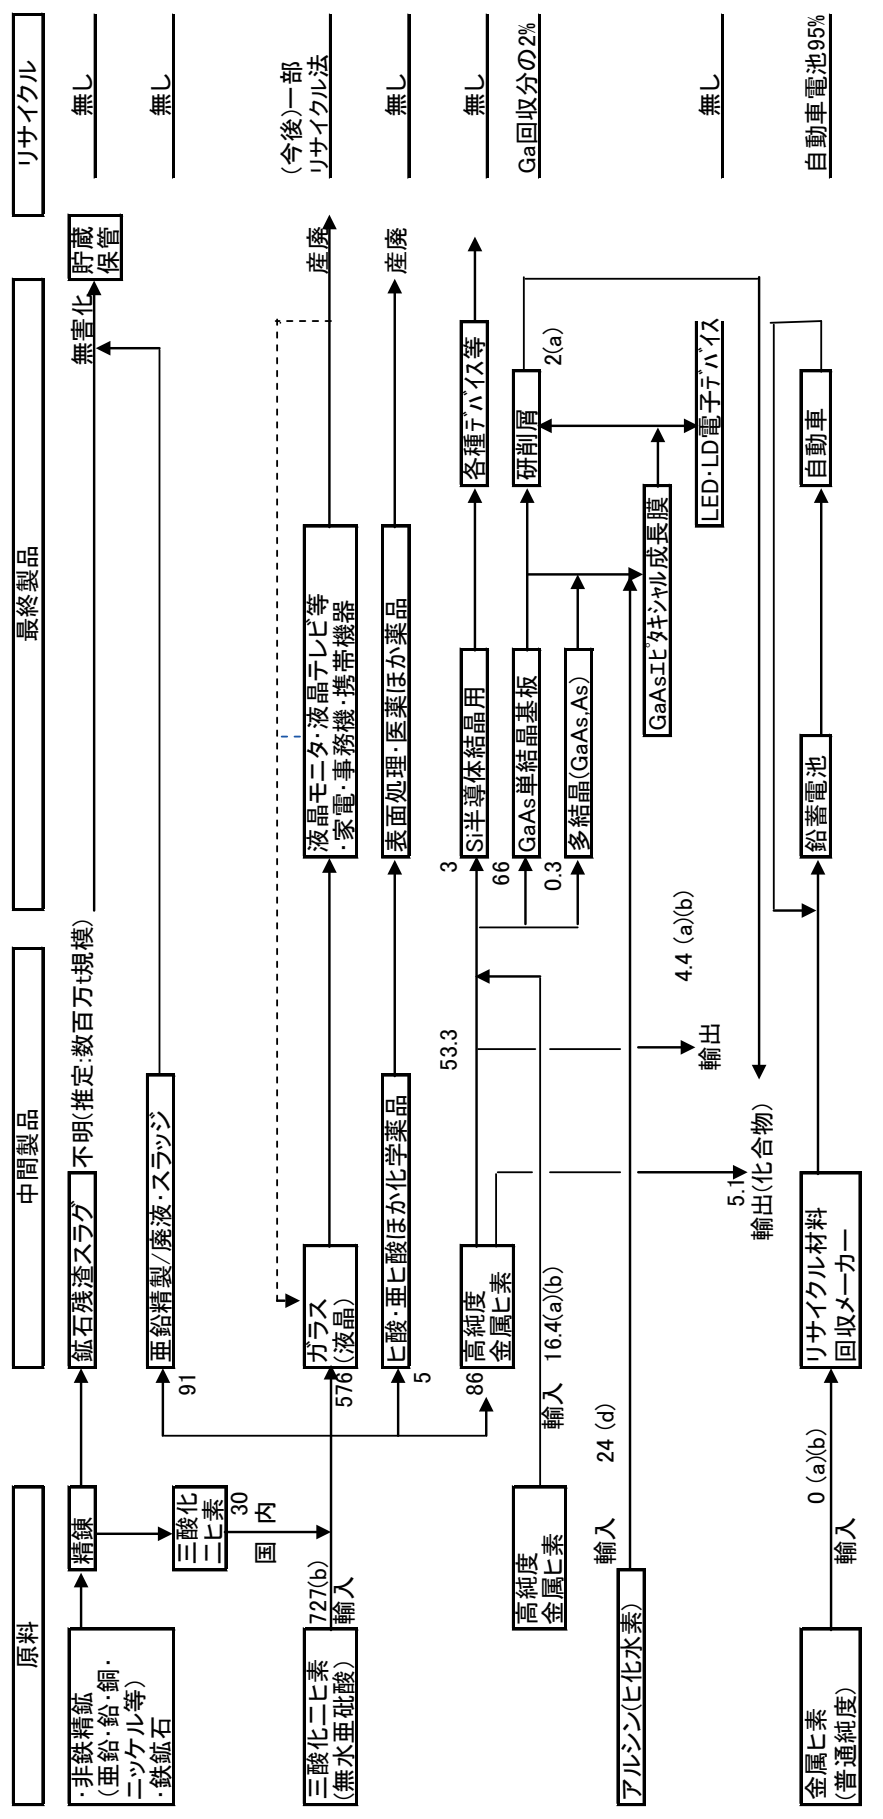 原料
中間製品
最終製品
リサイクル
・非鉄精鉱
(亜鉛・鉛・銅・
ニッケル等)
・鉄鉱石
精錬
鉱石残渣スラグ
不明(推定:数百万t規模)
無害化
貯蔵
保管
無し
亜鉛精製/廃液・スラッジ
91
無し
三酸化
二ヒ素
30
国内
三酸化二ヒ素
(無水亜砒酸)
727(b)
輸入
576
ガラス
(液晶)
液晶モニタ・液晶テレビ等
・家電・事務機・携帯機器
産廃
(今後)一部
リサイクル法
5
ヒ酸・亜ヒ酸ほか化学薬品
表面処理・医薬ほか薬品
産廃
無し
86
高純度
金属ヒ素
53.3
3
Si半導体結晶用
各種デバイス等
無し
高純度
金属ヒ素
輸入 16.4(a)(b)
66
GaAs単結晶基板
研削屑
2(a)
Ga回収分の2%
0.3
多結晶(GaAs,As)
アルシン(ヒ化水素)
輸入
24 (d)
GaAsエピタキシャル成長膜
LED・LD電子デバイス
無し
4.4 (a)(b)
輸出
5.1
輸出(化合物)
金属ヒ素
(普通純度)
輸入
0 (a)(b)
リサイクル材料
回収メーカー
鉛蓄電池
自動車
自動車電池95%